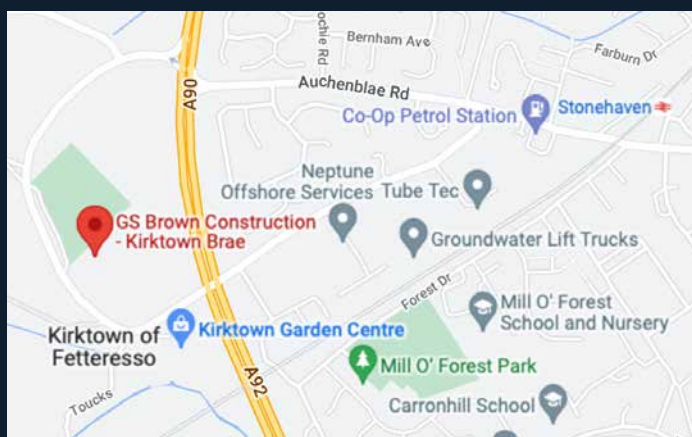 ochie Rd
Bernham Ave
Farburn Dr
A90
Auchenblae Rd
Co-Op Petrol Station
Stonehaven
Neptune
Offshore Services
Tube Tec
GS Brown Construction
- Kirktown Brae
Groundwater Lift Trucks
Forest Dr
Mill O' Forest
School and Nursery
Kirktown Garden Centre
Kirktown of
Fetteresso
Mill O' Forest Park
A92
Toucks
Carronhill School